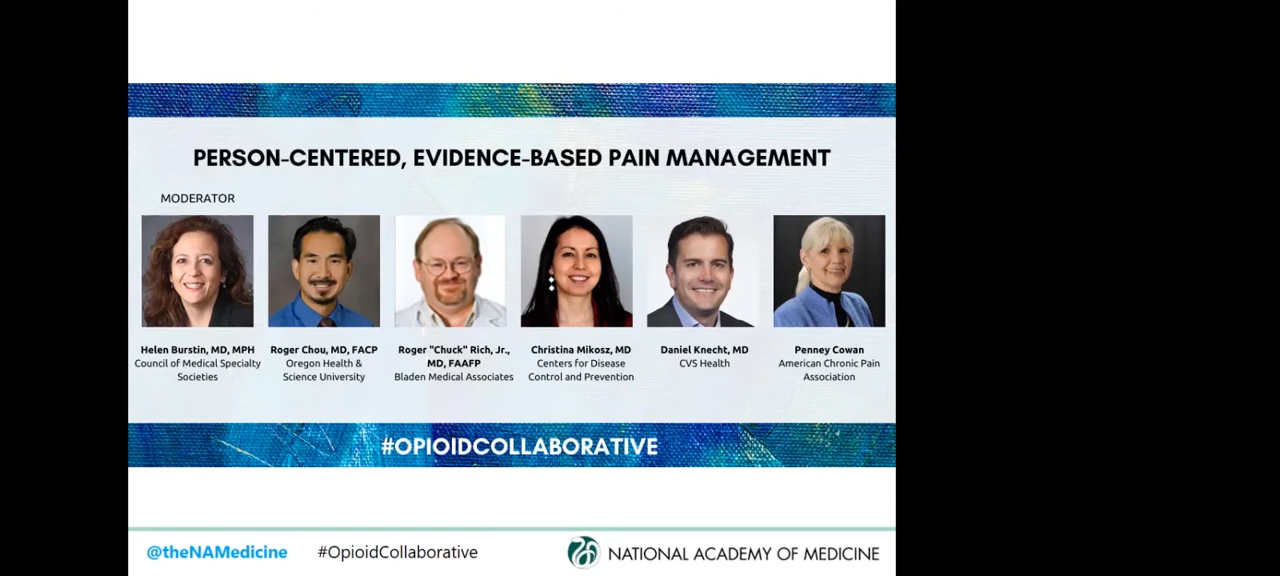 PERSON-CENTERED, EVIDENCE-BASED PAIN MANAGEMENT
MODERATOR
Helen Burstin, MD, MPH
Council of Medical Specialty
Societies
Roger Chou, MD, FACP
Oregon Health &
Science University
Roger "Chuck" Rich, Jr.,
MD, FAAFP
Bladen Medical Associates
Christina Mikosz, MD
Centers for Disease
Control and Prevention
Daniel Knecht, MD
CVS Health
Penney Cowan
American Chronic Pain
Association
#OPIOIDCOLLABORATIVE
@theNAMedicine
#OpioidCollaborative
NATIONAL ACADEMY OF MEDICINE